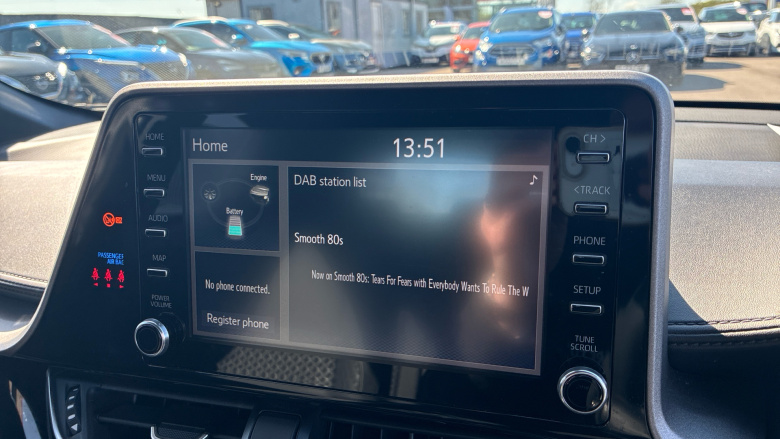 HOME
MENU
AUDIO
MAP
POWER
VOLUME
PASSENGER
AIR BAG
Home
13:51
Engine
Battery
No phone connected.
Register phone
DAB station list
Smooth 80s
Now on Smooth 80s: Tears For Fears with Everybody Wants To Rule The W
CH >
< TRACK
PHONE
SETUP
TUNE
SCROLL